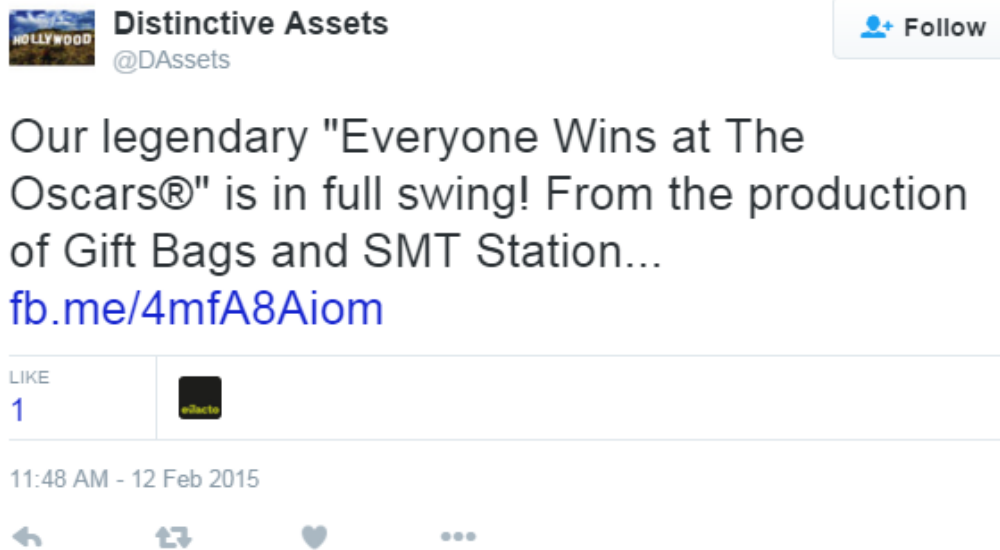 HOLLYWOOD
Distinctive Assets
@DAssets
Follow
Our legendary "Everyone Wins at The
Oscars®" is in full swing! From the production
of Gift Bags and SMT Station...
fb.me/4mfA8Aiom
LIKE
1
11:48 AM - 12 Feb 2015